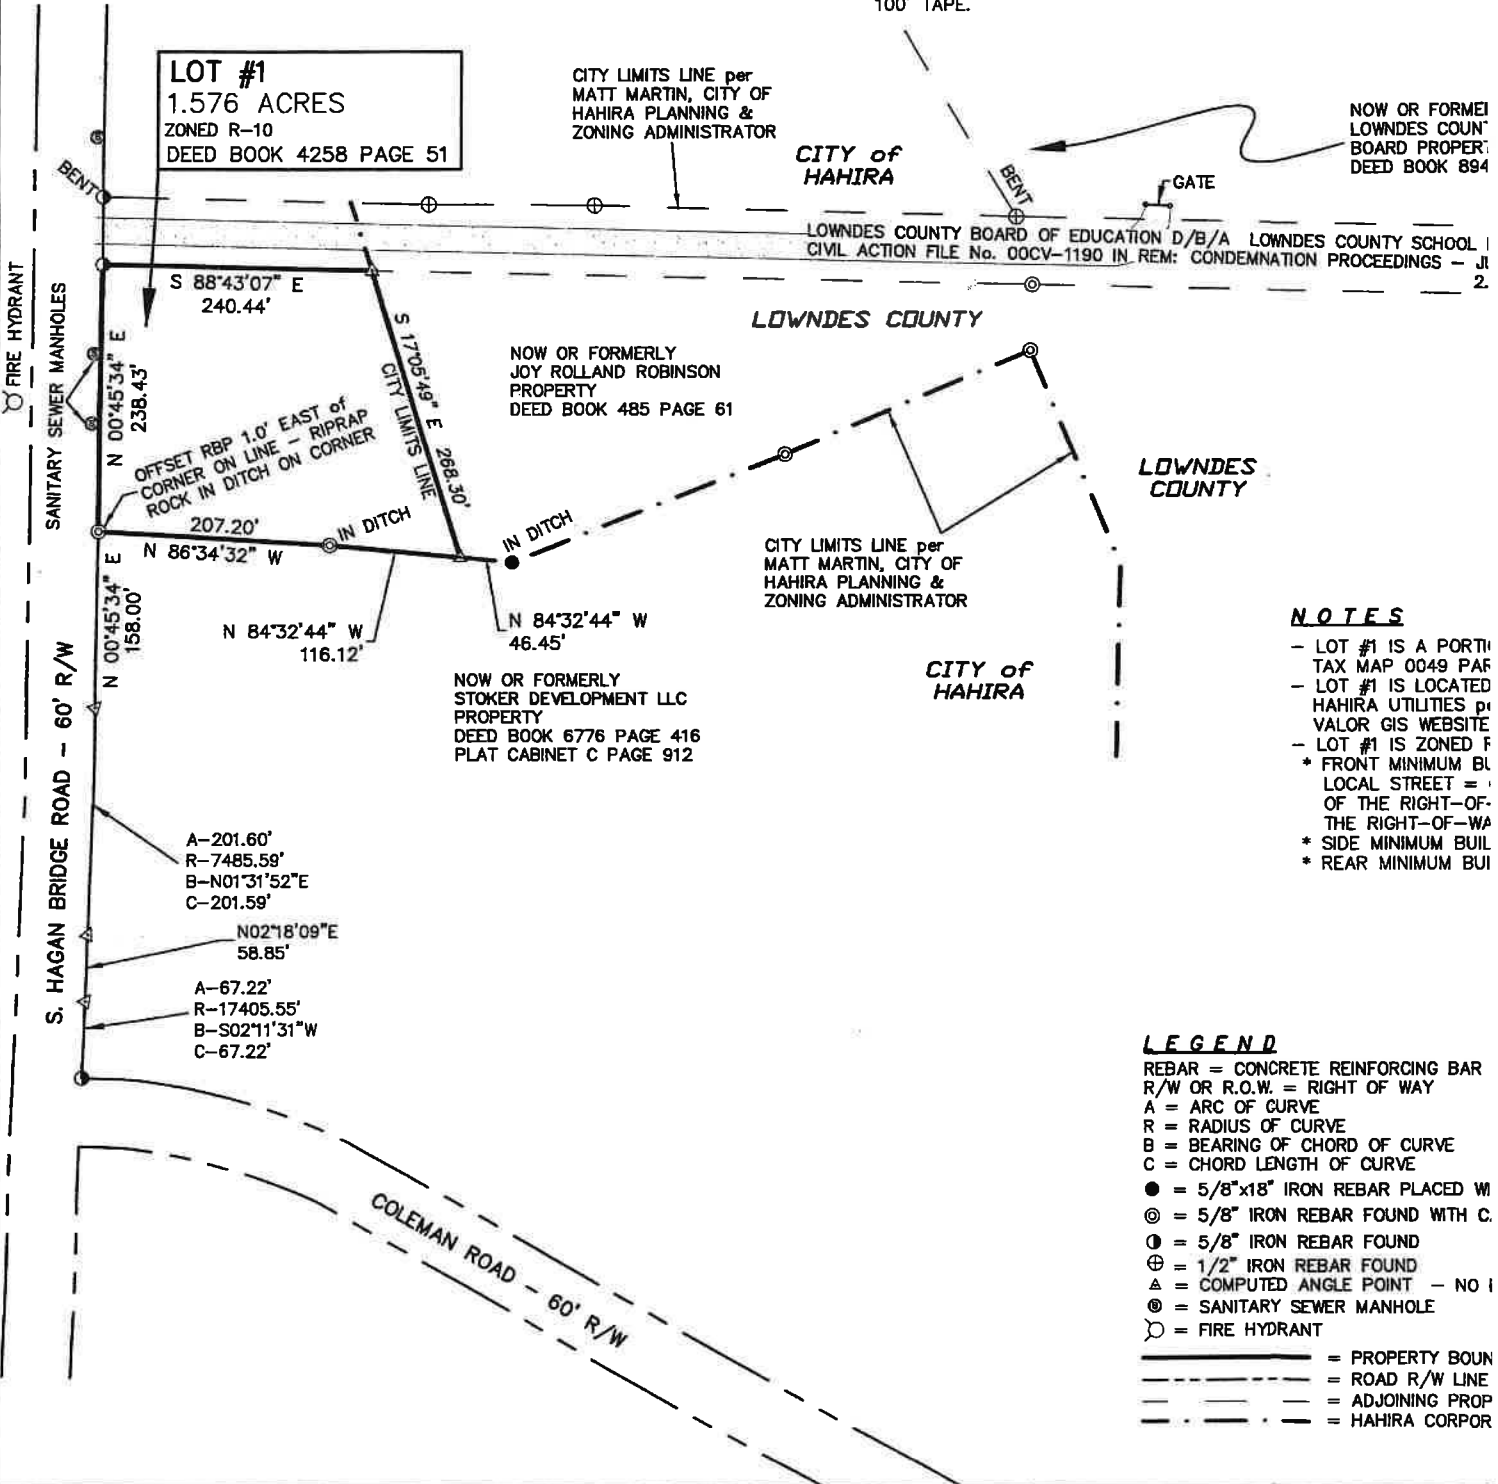 100' TAPE.
LOT #1
1.576 ACRES
ZONED R-10
DEED BOOK 4258 PAGE 51
CITY LIMITS LINE per
MATT MARTIN, CITY OF
HAHIRA PLANNING &
ZONING ADMINISTRATOR
CITY of
HAHIRA
NOW OR FORMER
LOWNDES COUNT
BOARD PROPERT
DEED BOOK 894
BENT
BENT
GATE
LOWNDES COUNTY BOARD OF EDUCATION D/B/A LOWNDES COUNTY SCHOOL
CIVIL ACTION FILE No. 00CV-1190 IN REM: CONDEMNATION PROCEEDINGS -
2.
S 88°43'07" E
240.44'
LOWNDES COUNTY
FIRE HYDRANT
SANITARY SEWER MANHOLES
N 00°45'34" E
238.43'
S 17°05'49" E 268.30'
CITY LIMITS LINE
NOW OR FORMERLY
JOY ROLLAND ROBINSON
PROPERTY
DEED BOOK 485 PAGE 61
OFFSET RBP 1.0' EAST of
CORNER ON LINE - RIPRAP
ROCK IN DITCH ON CORNER
207.20'
N 86°34'32" W
IN DITCH
IN DITCH
LOWNDES
COUNTY
CITY LIMITS LINE per
MATT MARTIN, CITY OF
HAHIRA PLANNING &
ZONING ADMINISTRATOR
N 00°45'34" E
158.00'
N 84°32'44" W
116.12'
N 84°32'44" W
46.45'
NOW OR FORMERLY
STOKER DEVELOPMENT LLC
PROPERTY
DEED BOOK 6776 PAGE 416
PLAT CABINET C PAGE 912
CITY of
HAHIRA
NOTES
- LOT #1 IS A PORTI
TAX MAP 0049 PAR
- LOT #1 IS LOCATED
HAHIRA UTILITIES pe
VALOR GIS WEBSITE
- LOT #1 IS ZONED R
* FRONT MINIMUM BU
LOCAL STREET =
OF THE RIGHT-OF-
THE RIGHT-OF-WA
* SIDE MINIMUM BUIL
* REAR MINIMUM BUI
S. HAGAN BRIDGE ROAD - 60' R/W
A-201.60'
R-7485.59'
B-N01°31'52"E
C-201.59'
N02°18'09"E
58.85'
A-67.22'
R-17405.55'
B-S02°11'31"W
C-67.22'
COLEMAN ROAD - 60' R/W
LEGEND
REBAR = CONCRETE REINFORCING BAR
R/W OR R.O.W. = RIGHT OF WAY
A = ARC OF CURVE
R = RADIUS OF CURVE
B = BEARING OF CHORD OF CURVE
C = CHORD LENGTH OF CURVE
= 5/8"x18" IRON REBAR PLACED WI
= 5/8" IRON REBAR FOUND WITH C
= 5/8" IRON REBAR FOUND
= 1/2" IRON REBAR FOUND
= COMPUTED ANGLE POINT - NO
= SANITARY SEWER MANHOLE
= FIRE HYDRANT
= PROPERTY BOUN
= ROAD R/W LINE
= ADJOINING PROP
= HAHIRA CORPOR